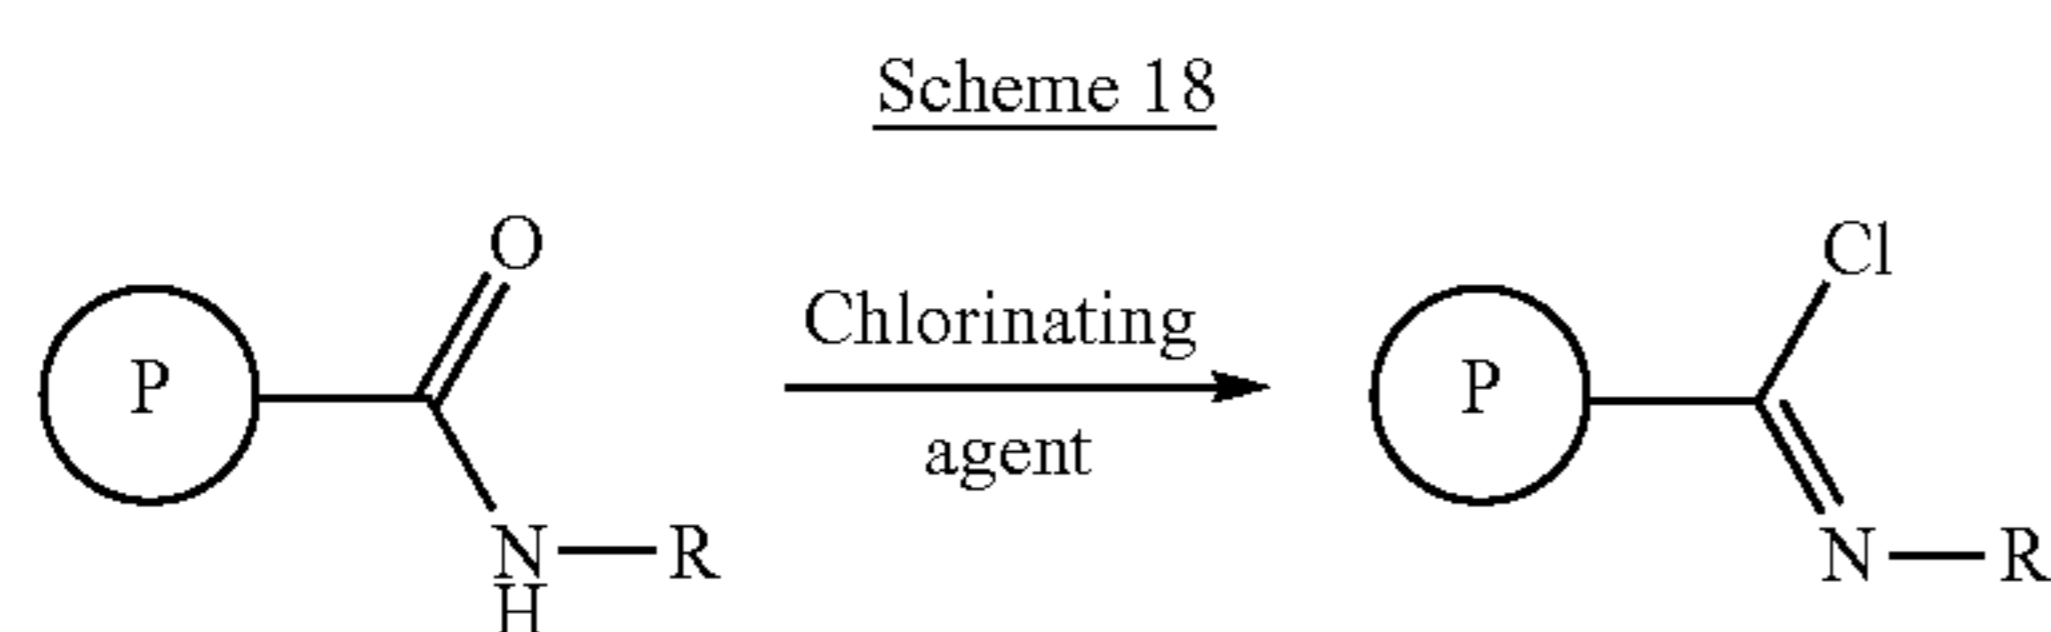 Scheme 18
O
Cl
Chlorinating
P
P
agent
N R
N R
H